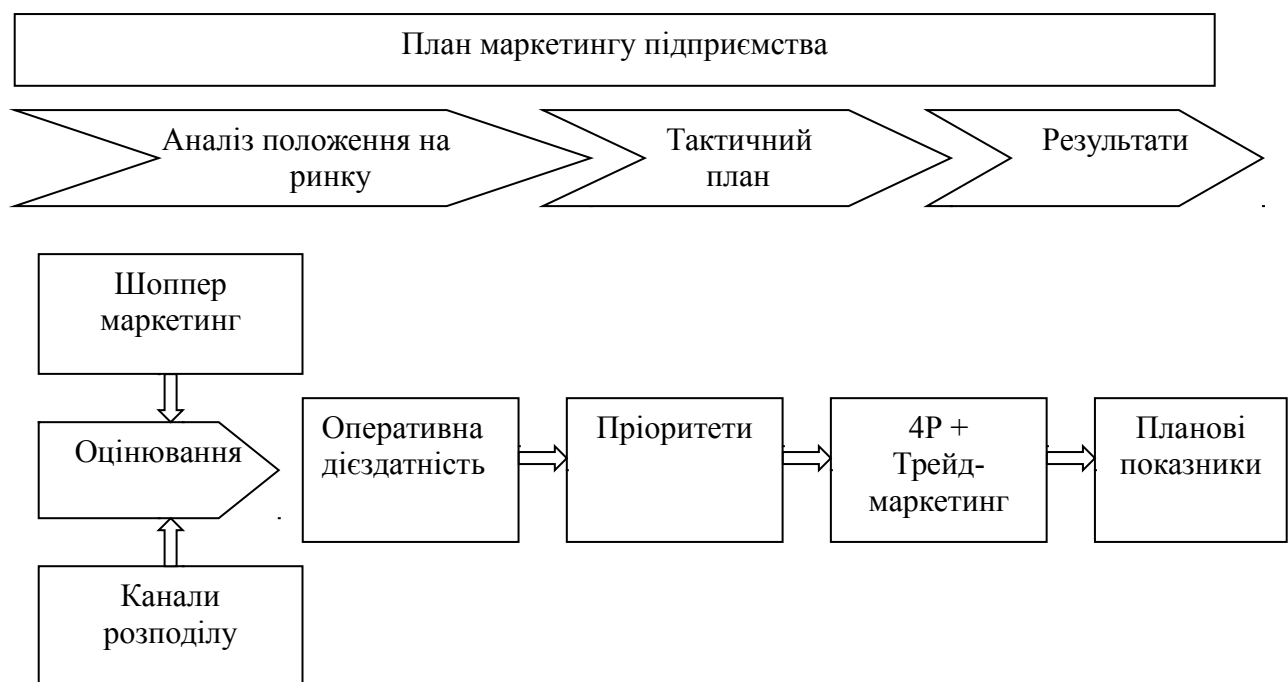 План маркетингу підприємства
Аналіз положення на
ринку
Тактичний
план
Результати
Шоппер
маркетинг
Оцінювання
Канали
розподілу
Оперативна
дієздатність
Пріоритети
4P +
Трейд-
маркетинг
Планові
показники